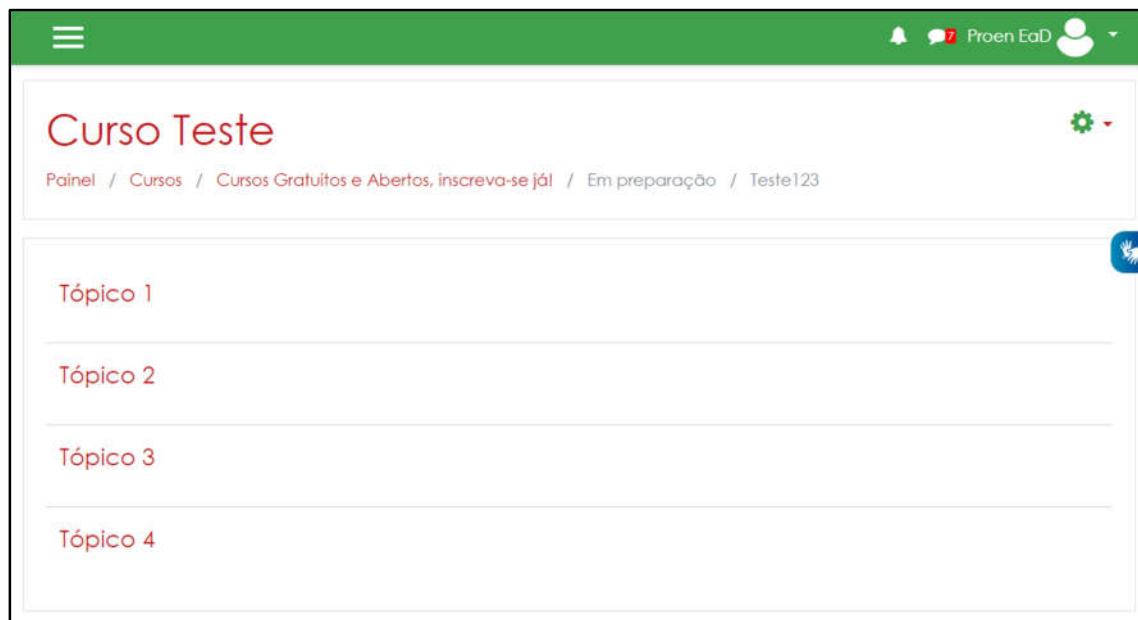 7 Proen EaD
Curso Teste
Painel / Cursos / Cursos Gratuitos e Abertos, inscreva-se já! / Em preparação / Teste123
Tópico 1
Tópico 2
Tópico 3
Tópico 4